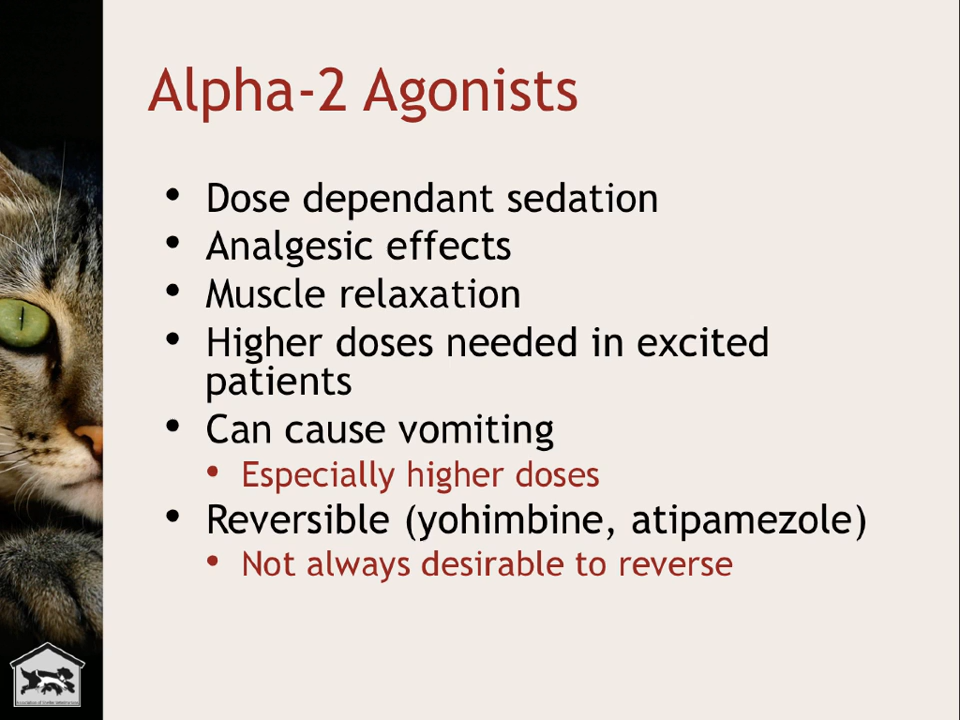 Alpha-2 Agonists
• Dose dependant sedation
• Analgesic effects
• Muscle relaxation
• Higher doses needed in excited
patients
• Can cause vomiting
• Especially higher doses
• Reversible (yohimbine, atipamezole)
• Not always desirable to reverse